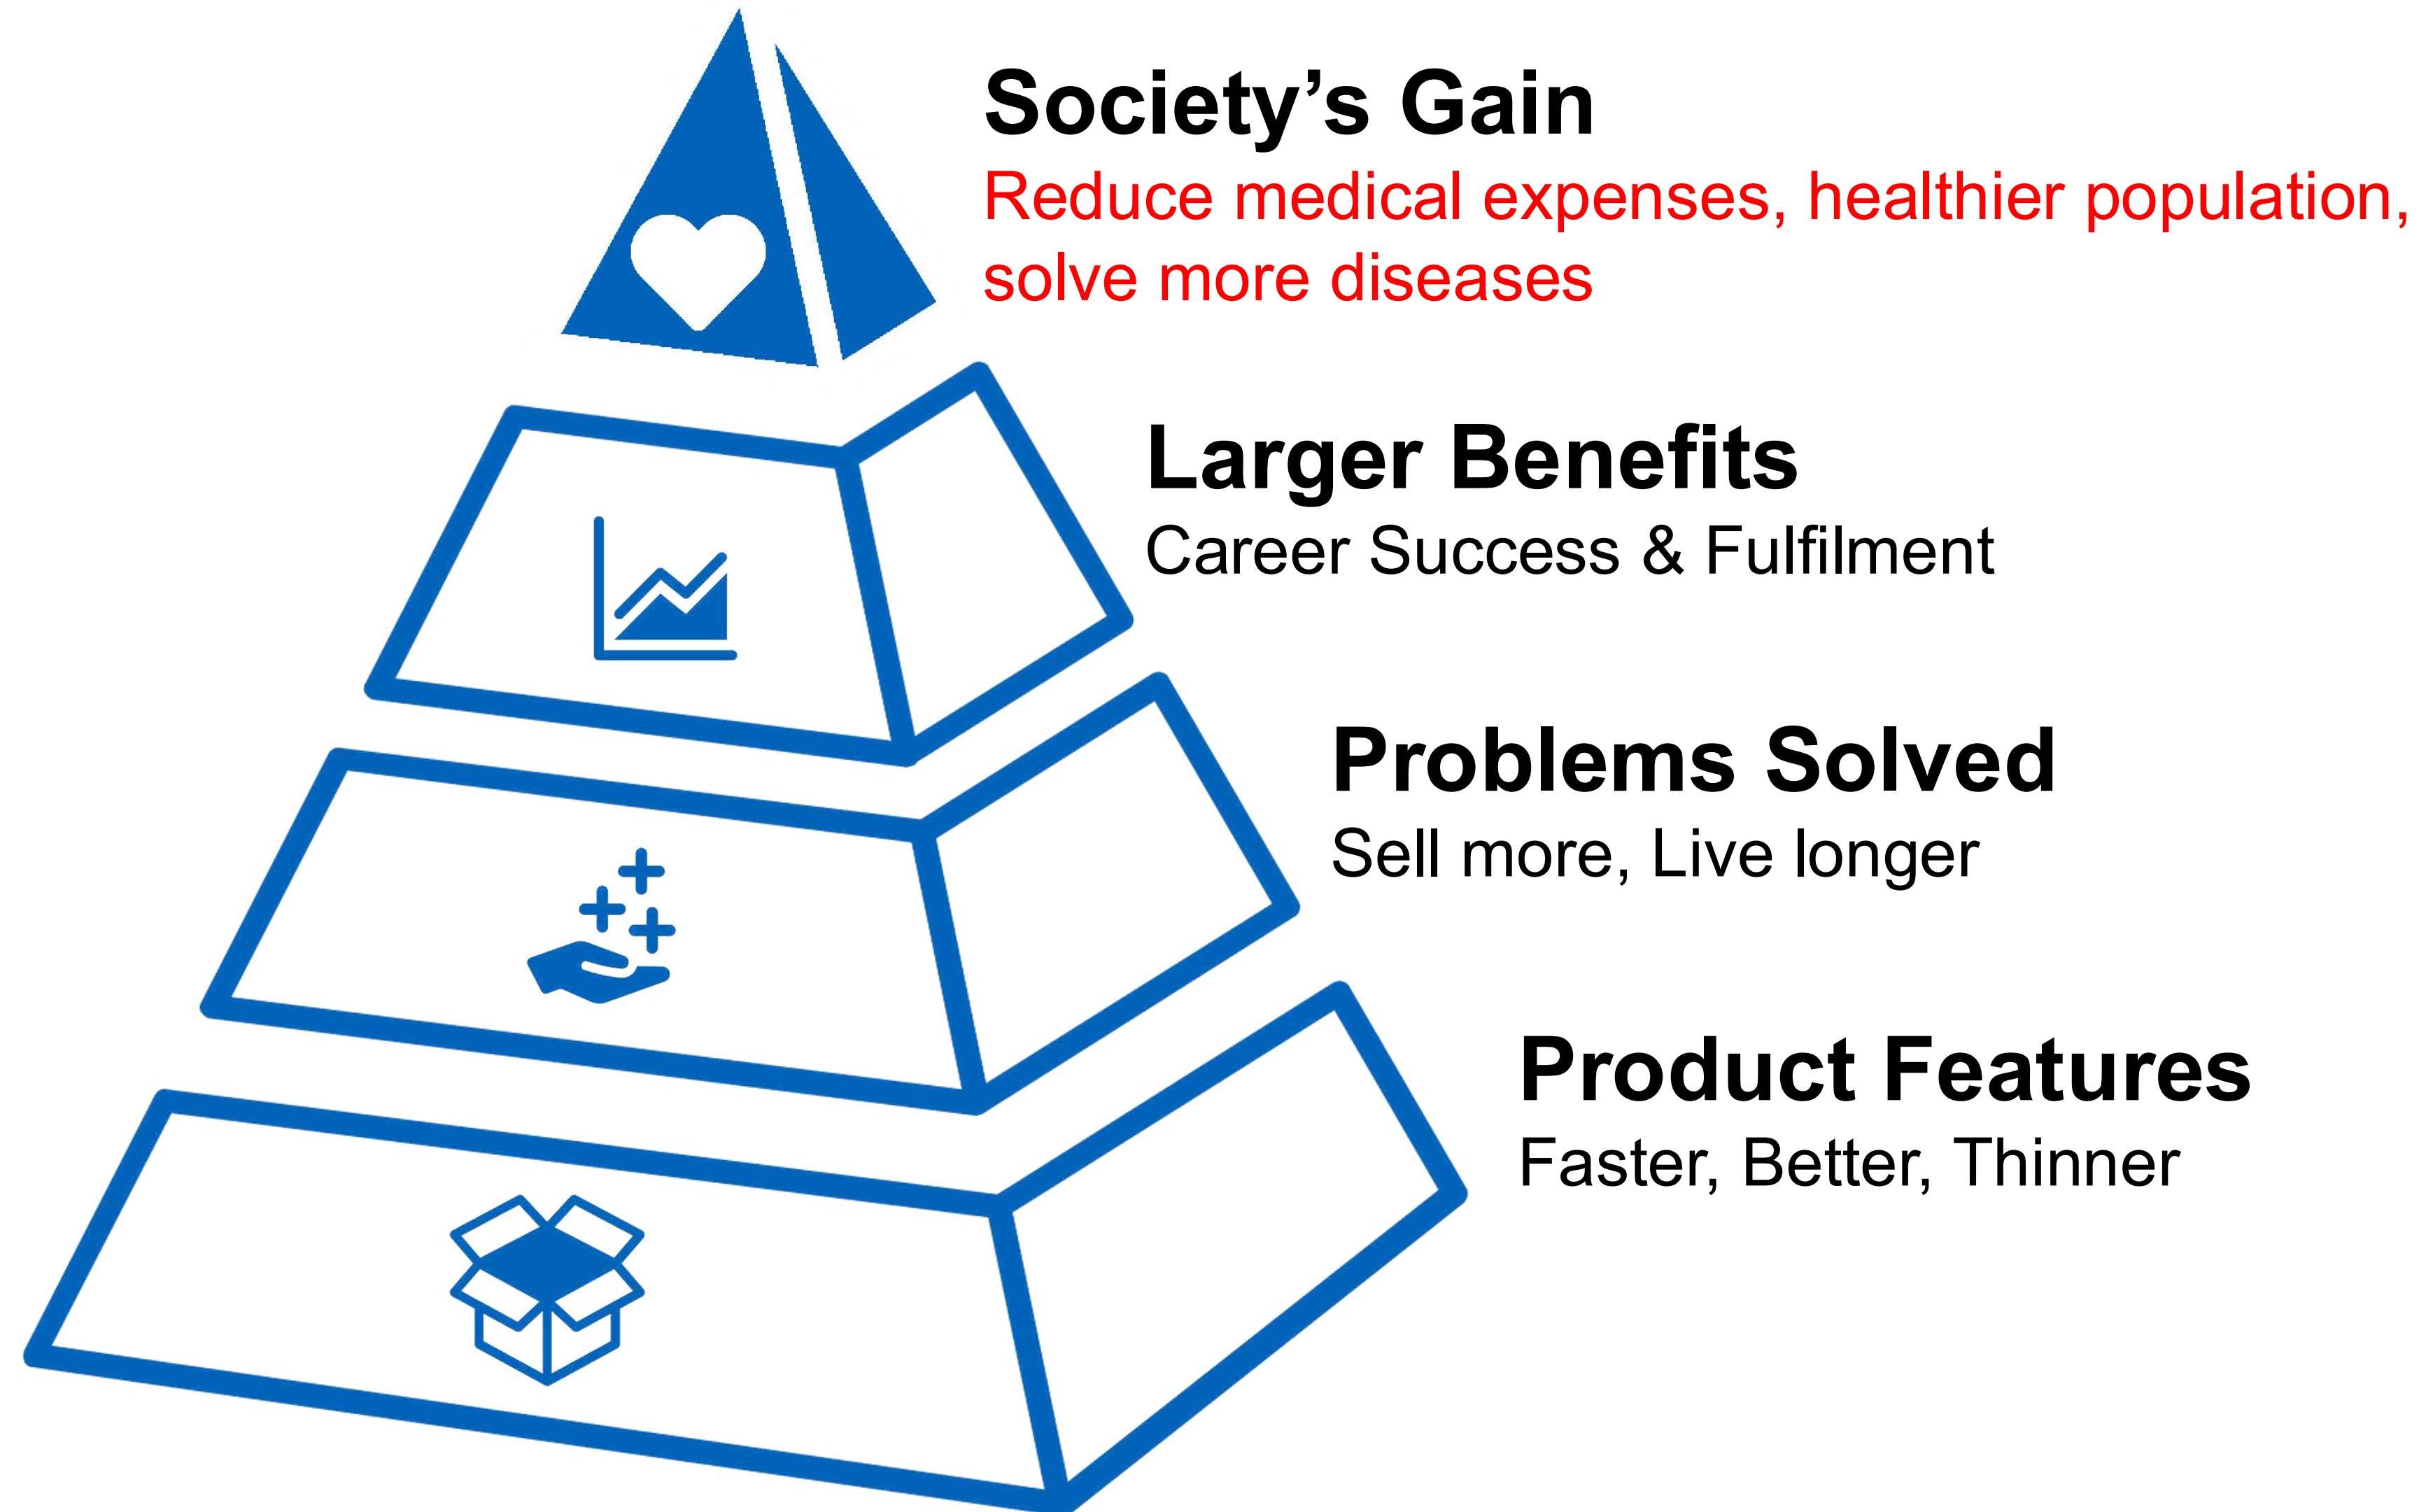 Society’s Gain
Reduce medical expenses, healthier population,
solve more diseases
Larger Benefits
Career Success & Fulfilment
Problems Solved
Sell more, Live longer
Product Features
Faster, Better, Thinner